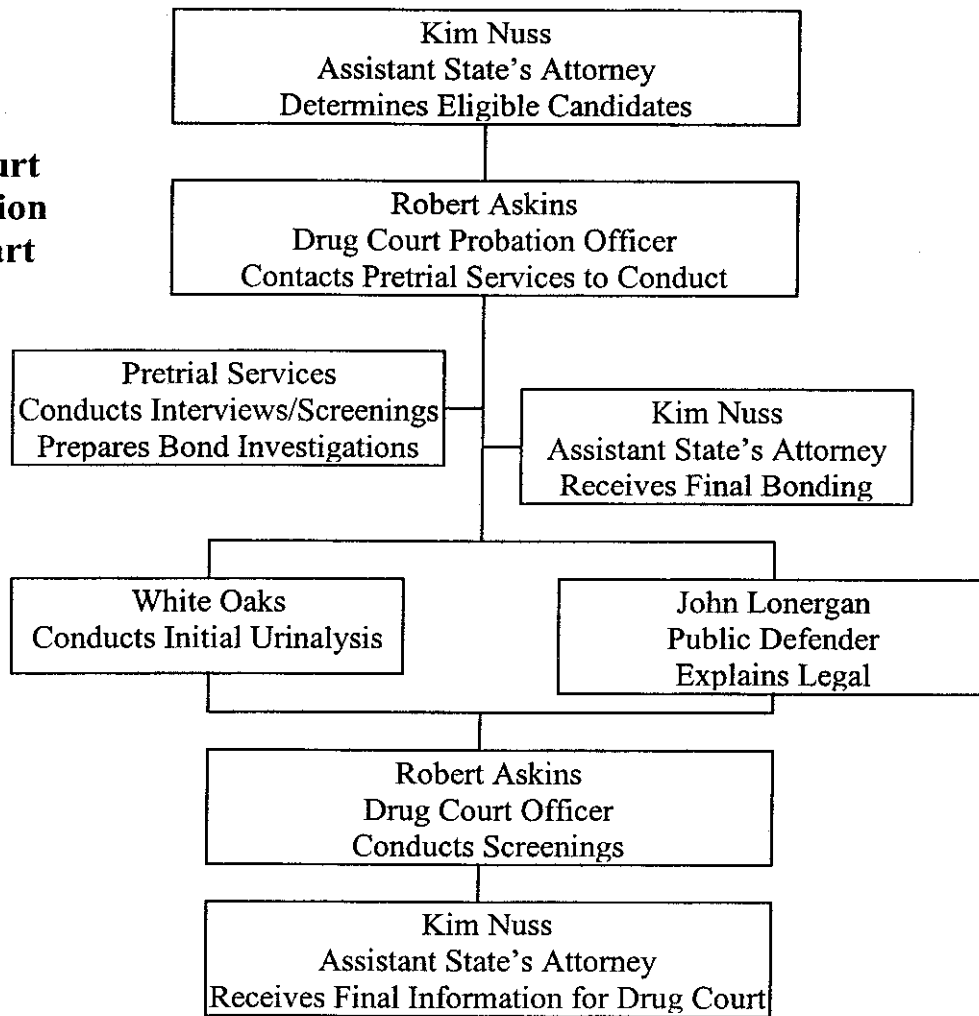 Kim Nuss
Assistant State's Attorney
Determines Eligible Candidates
urt
ion
art
Robert Askins
Drug Court Probation Officer
Contacts Pretrial Services to Conduct
Pretrial Services
Conducts Interviews/Screenings
Prepares Bond Investigations
Kim Nuss
Assistant State's Attorney
Receives Final Bonding
White Oaks
Conducts Initial Urinalysis
John Lonergan
Public Defender
Explains Legal
Robert Askins
Drug Court Officer
Conducts Screenings
Kim Nuss
Assistant State's Attorney
Receives Final Information for Drug Court